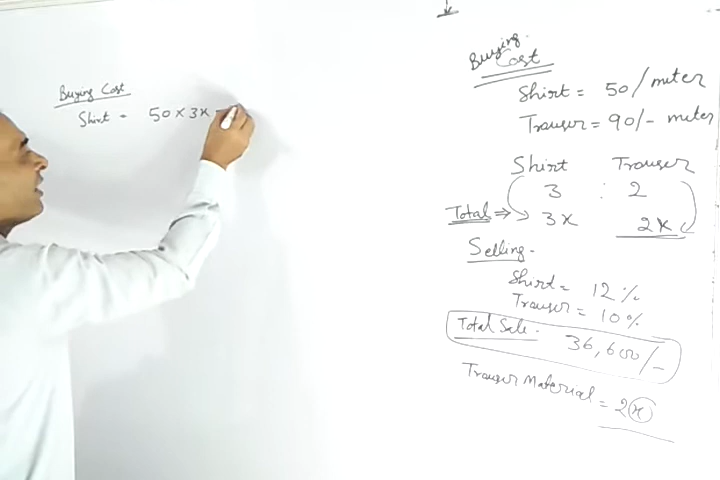 Buying Cost
Shirt = 50 × 3x =
Buying
Cost
Shirt = 50/meter
Trouser = 90/- meter
Shirt Trouser
3 : 2
Total ⇒ 3x 2x
Selling -
Shirt = 12%
Trouser = 10%
Total Sale - 36,600/-
Trouser Material = 2x